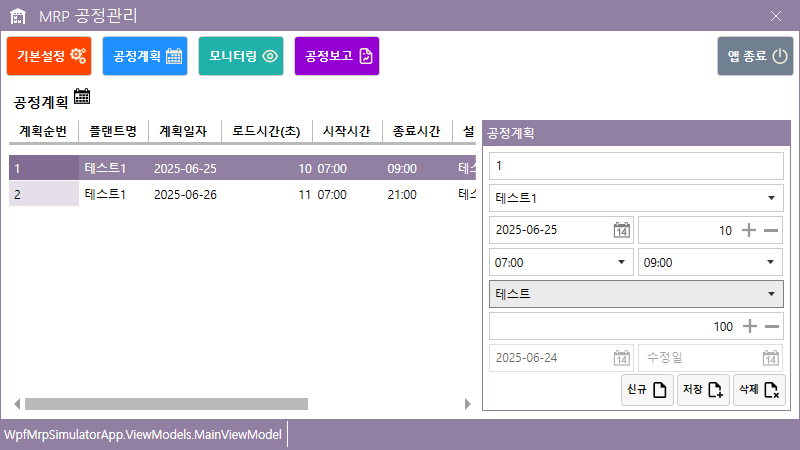 MRP 공정관리
기본설정 공정계획 모니터링 공정보고 앱 종료
공정계획
계획순번 플랜트명 계획일자 로드시간(초) 시작시간 종료시간 설
1 테스트1 2025-06-25 10 07:00 09:00 테스
2 테스트1 2025-06-26 11 07:00 21:00 테스
공정계획
1
테스트1
2025-06-25 14 10
07:00 09:00
테스트
100
2025-06-24 14 수정일 14
신규 저장 삭제
WpfMrpSimulatorApp.ViewModels.MainViewModel